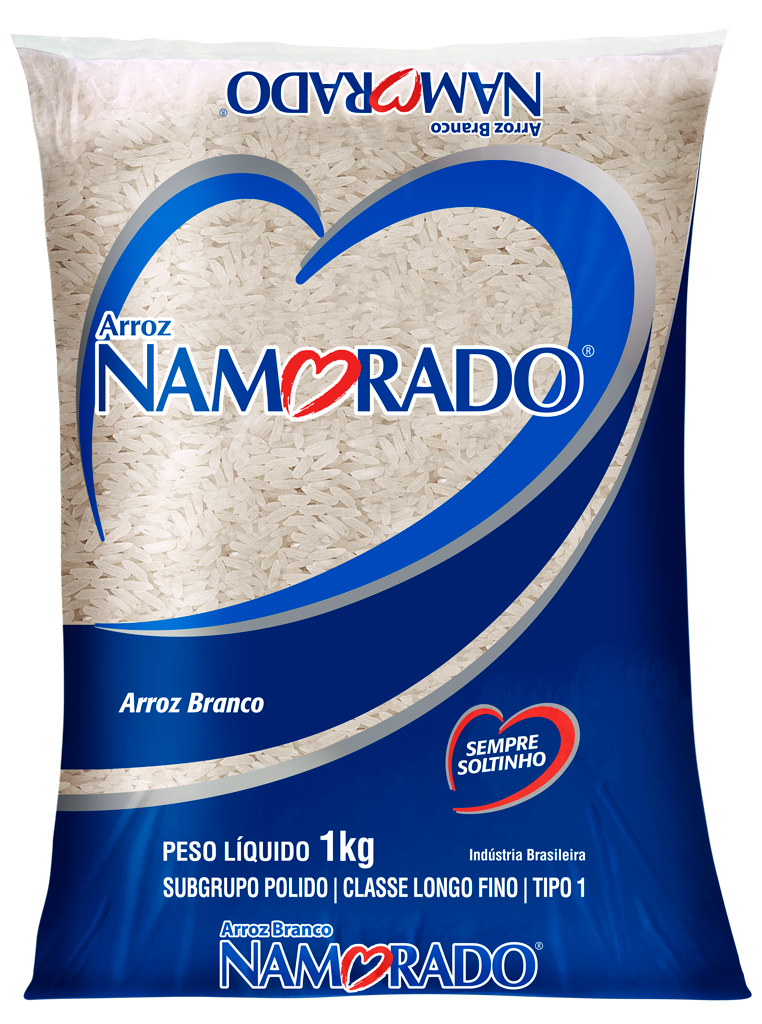 NAMORADO®
Arroz Branco
Arroz
NAMORADO®
Arroz Branco
SEMPRE
SOLTINHO
PESO LÍQUIDO 1kg
Indústria Brasileira
SUBGRUPO POLIDO | CLASSE LONGO FINO | TIPO 1
Arroz Branco
NAMORADO®